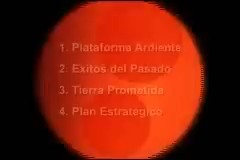 1. Plataforma Ardiente
2. Exitos del Pasado
3. Tierra Prometida
4. Plan Estrategico